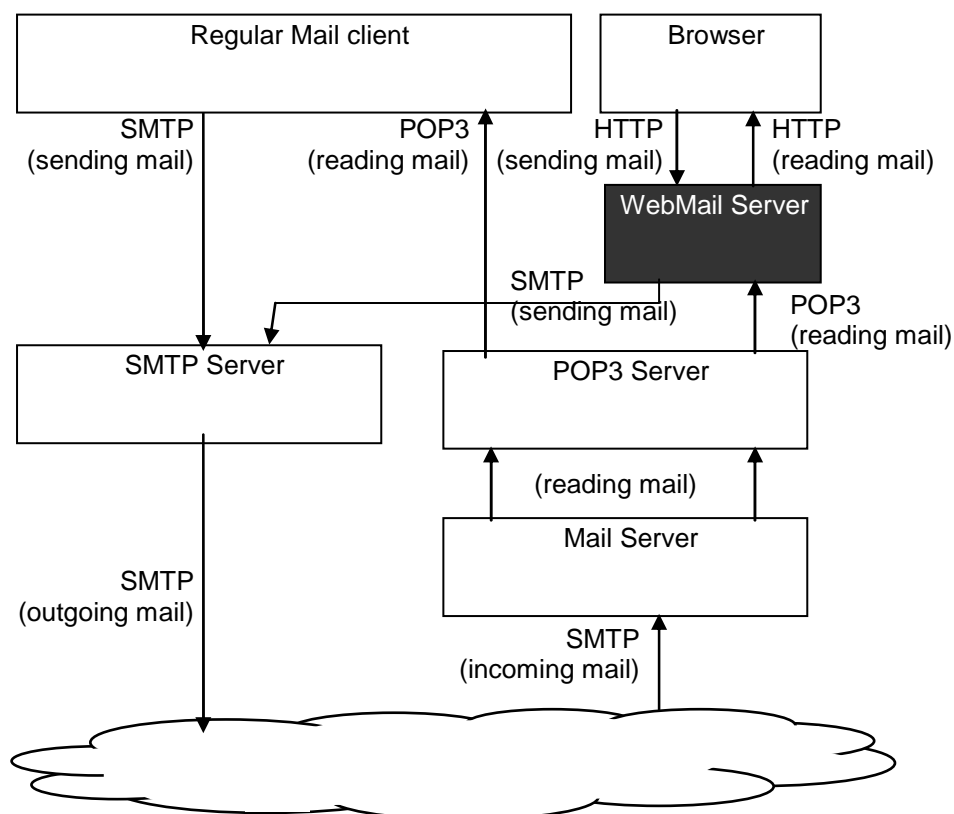 Regular Mail client
Browser
SMTP
(sending mail)
POP3
(reading mail)
HTTP
(sending mail)
HTTP
(reading mail)
WebMail Server
SMTP
(sending mail)
POP3
(reading mail)
SMTP Server
POP3 Server
(reading mail)
Mail Server
SMTP
(outgoing mail)
SMTP
(incoming mail)